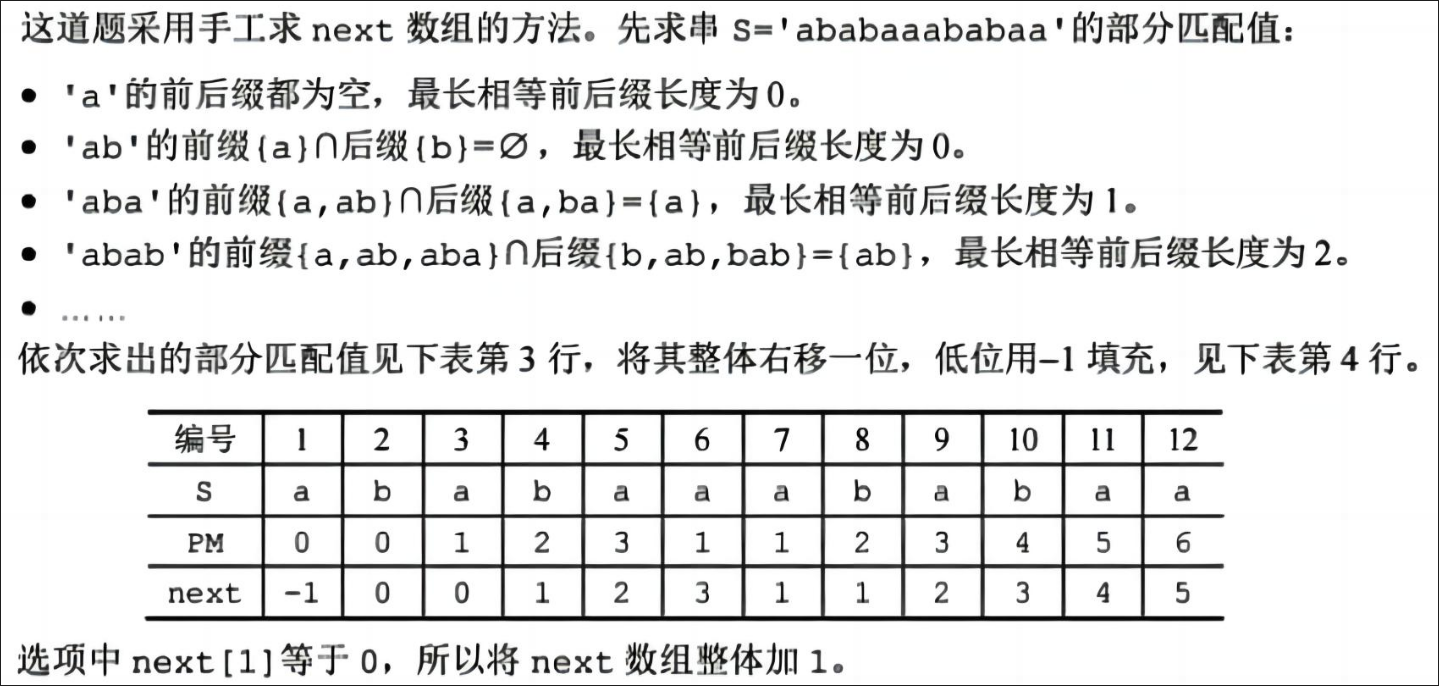 这道题采用手工求 next 数组的方法。先求串 S='ababaaababaa'的部分匹配值：
• 'a'的前后缀都为空，最长相等前后缀长度为 0。
• 'ab'的前缀{a}∩后缀{b}=∅，最长相等前后缀长度为 0。
• 'aba'的前缀{a,ab}∩后缀{a,ba}={a}，最长相等前后缀长度为 1。
• 'abab'的前缀{a,ab,aba}∩后缀{b,ab,bab}={ab}，最长相等前后缀长度为 2。
• ……
依次求出的部分匹配值见下表第 3 行，将其整体右移一位，低位用–1 填充，见下表第 4 行。
编号 1 2 3 4 5 6 7 8 9 10 11 12
S a b a b a a a b a b a a
PM 0 0 1 2 3 1 1 2 3 4 5 6
next -1 0 0 1 2 3 1 1 2 3 4 5
选项中 next[1]等于 0，所以将 next 数组整体加 1。